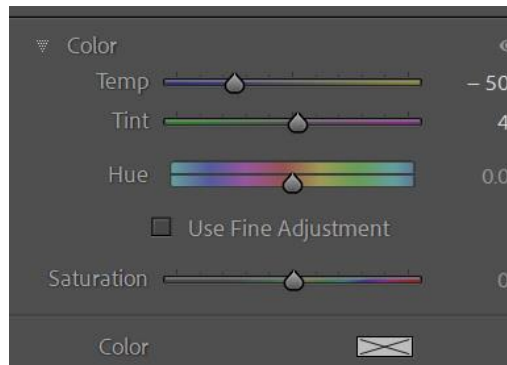 Color
Temp – 50
Tint 4
Hue 0.0
Use Fine Adjustment
Saturation 0
Color